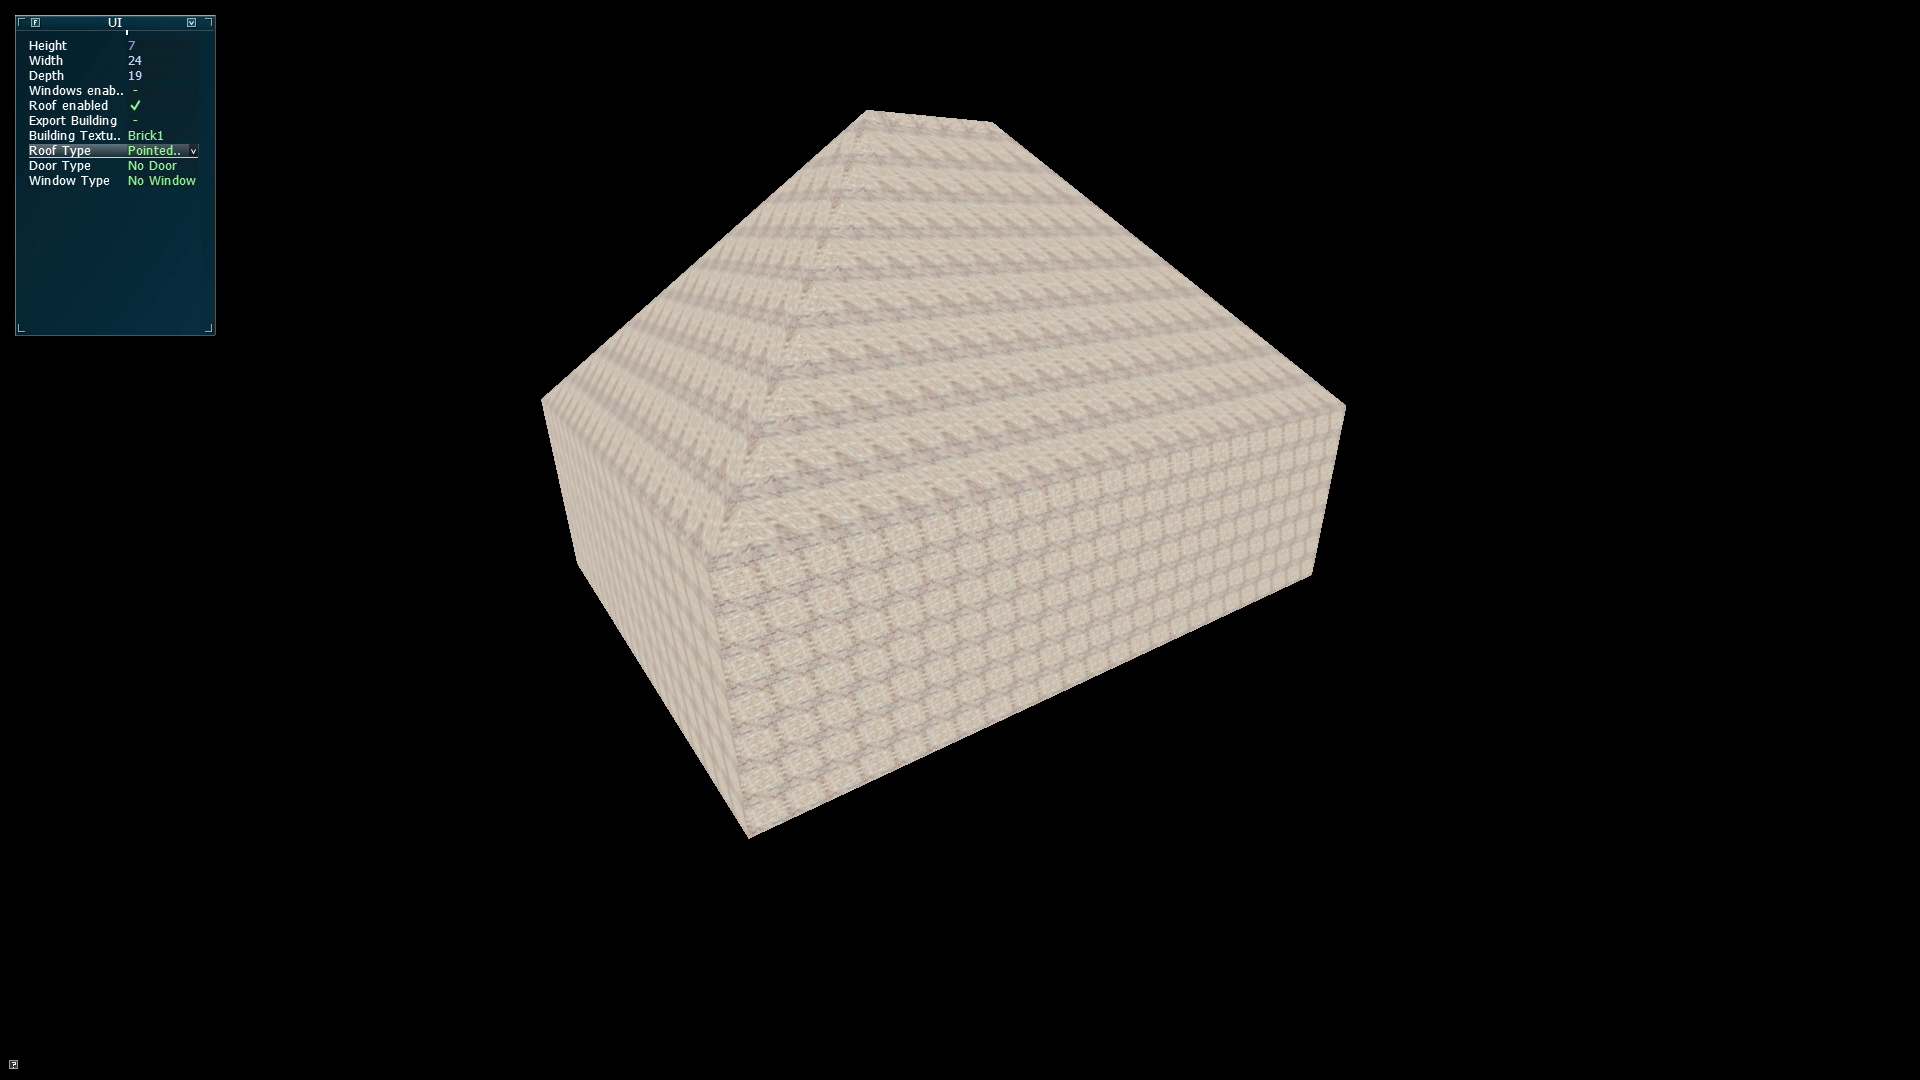 UI
Height 7
Width 24
Depth 19
Windows enab.. -
Roof enabled ✓
Export Building -
Building Textu.. Brick1
Roof Type Pointed.. v
Door Type No Door
Window Type No Window
?